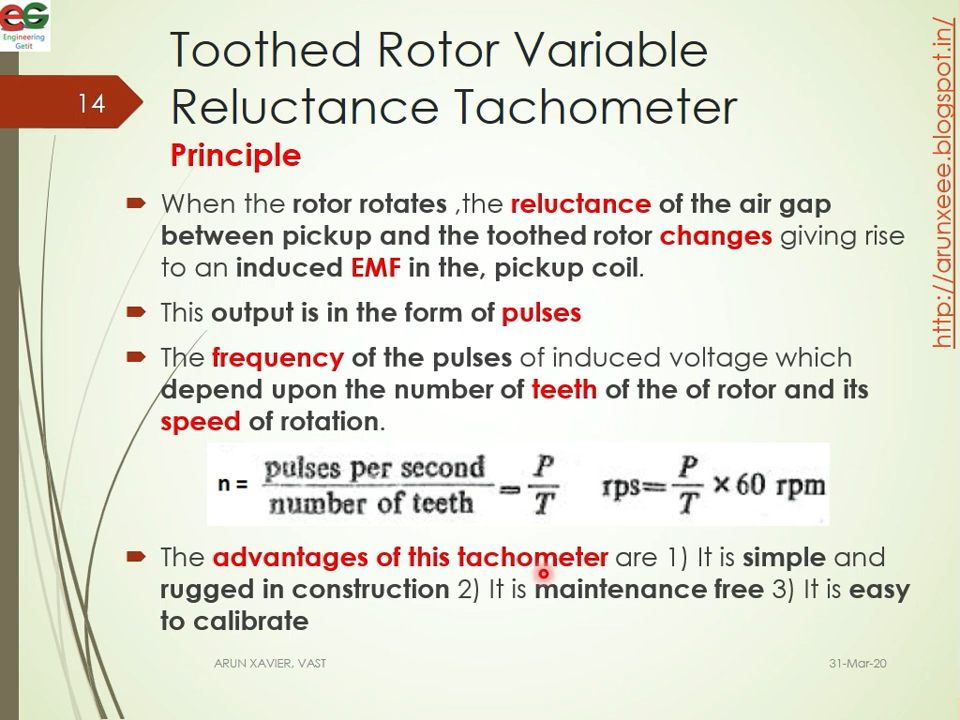 EG
Engineering
Getit
14
Toothed Rotor Variable
Reluctance Tachometer
Principle
When the rotor rotates ,the reluctance of the air gap
between pickup and the toothed rotor changes giving rise
to an induced EMF in the, pickup coil.
This output is in the form of pulses
The frequency of the pulses of induced voltage which
depend upon the number of teeth of the of rotor and its
speed of rotation.
n = pulses per second / number of teeth = P / T rps= P / T × 60 rpm
The advantages of this tachometer are 1) It is simple and
rugged in construction 2) It is maintenance free 3) It is easy
to calibrate
ARUN XAVIER, VAST
31-Mar-20
http://arunxeee.blogspot.in/